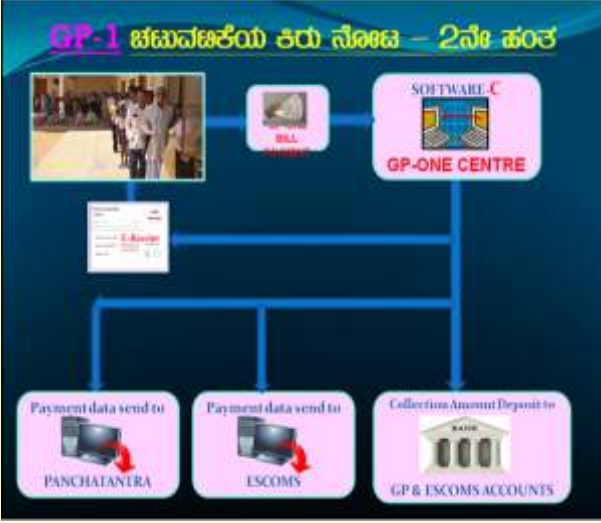 GP-1 ಚಟುವಟಿಕೆಯ ಕಿರು ನೋಟ – 2ನೇ ಹಂತ
SOFTWARE-C
BILL
GP-ONE CENTRE
E-Receipt
Payment data send to
PANCHATANTRA
Payment data send to
ESCOMS
Collection Amount Deposit to
BANK
GP & ESCOMS ACCOUNTS